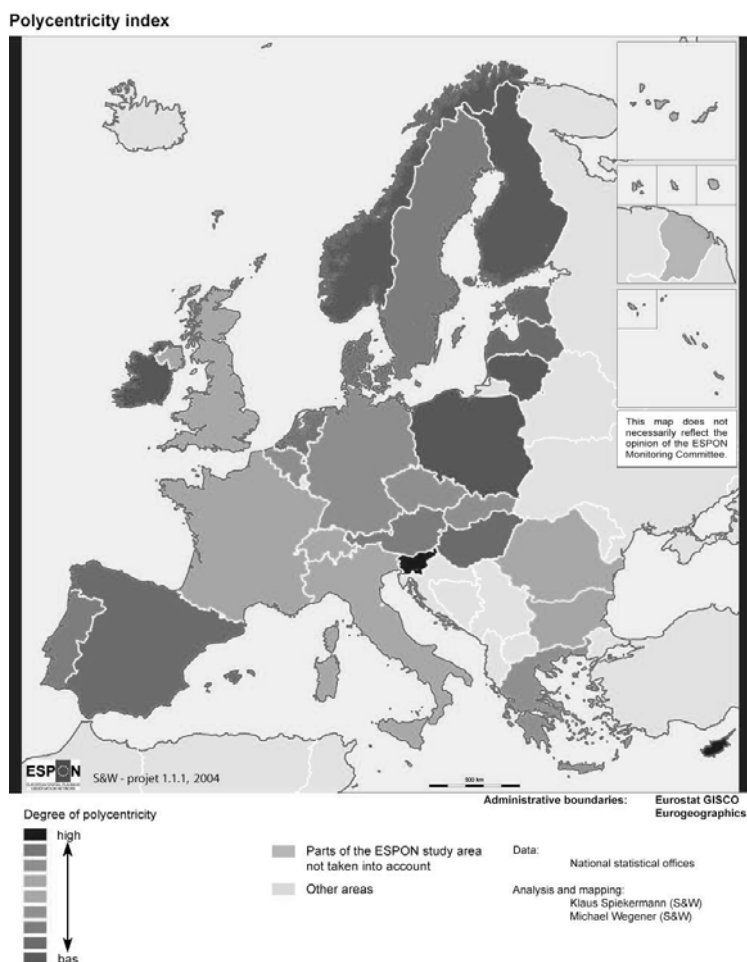 Polycentricity index
This map does not
necessarily reflect the
opinion of the ESPON
Monitoring Committee.
ESPON
S&W - projet 1.1.1, 2004
500 km
Administrative boundaries: Eurostat GISCO
Eurogeographics
Degree of polycentricity
high
bas
Parts of the ESPON study area
not taken into account
Other areas
Data:
National statistical offices
Analysis and mapping:
Klaus Spiekermann (S&W)
Michael Wegener (S&W)